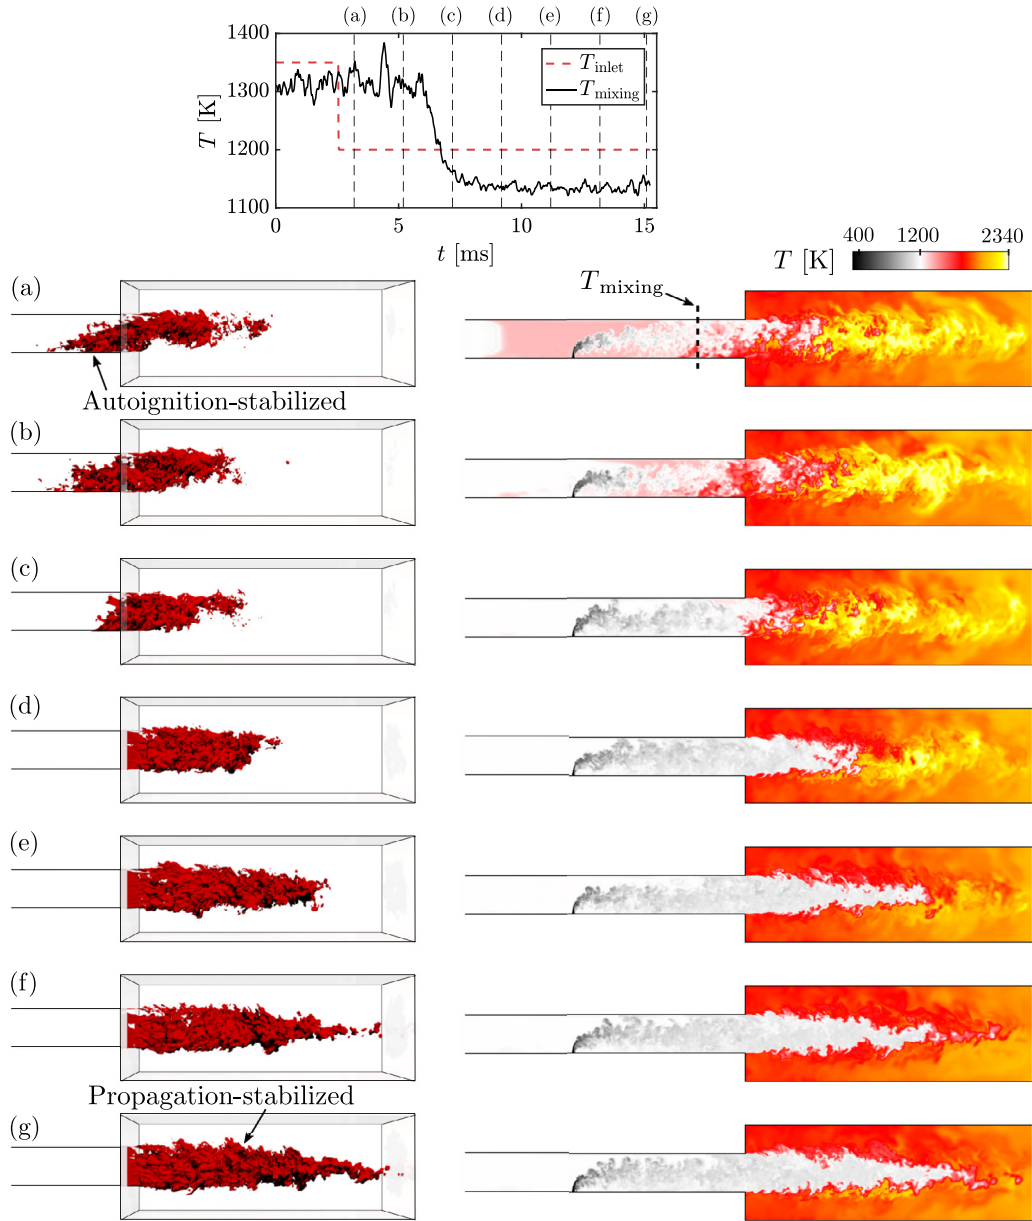 (a) (b) (c) (d) (e) (f) (g)
1400
1300
1200
1100
T [K]
T_inlet
T_mixing
0 5 10 15
t [ms]
400 1200 2340
T [K]
(a)
T_mixing
Autoignition-stabilized
(b)
(c)
(d)
(e)
(f)
Propagation-stabilized
(g)